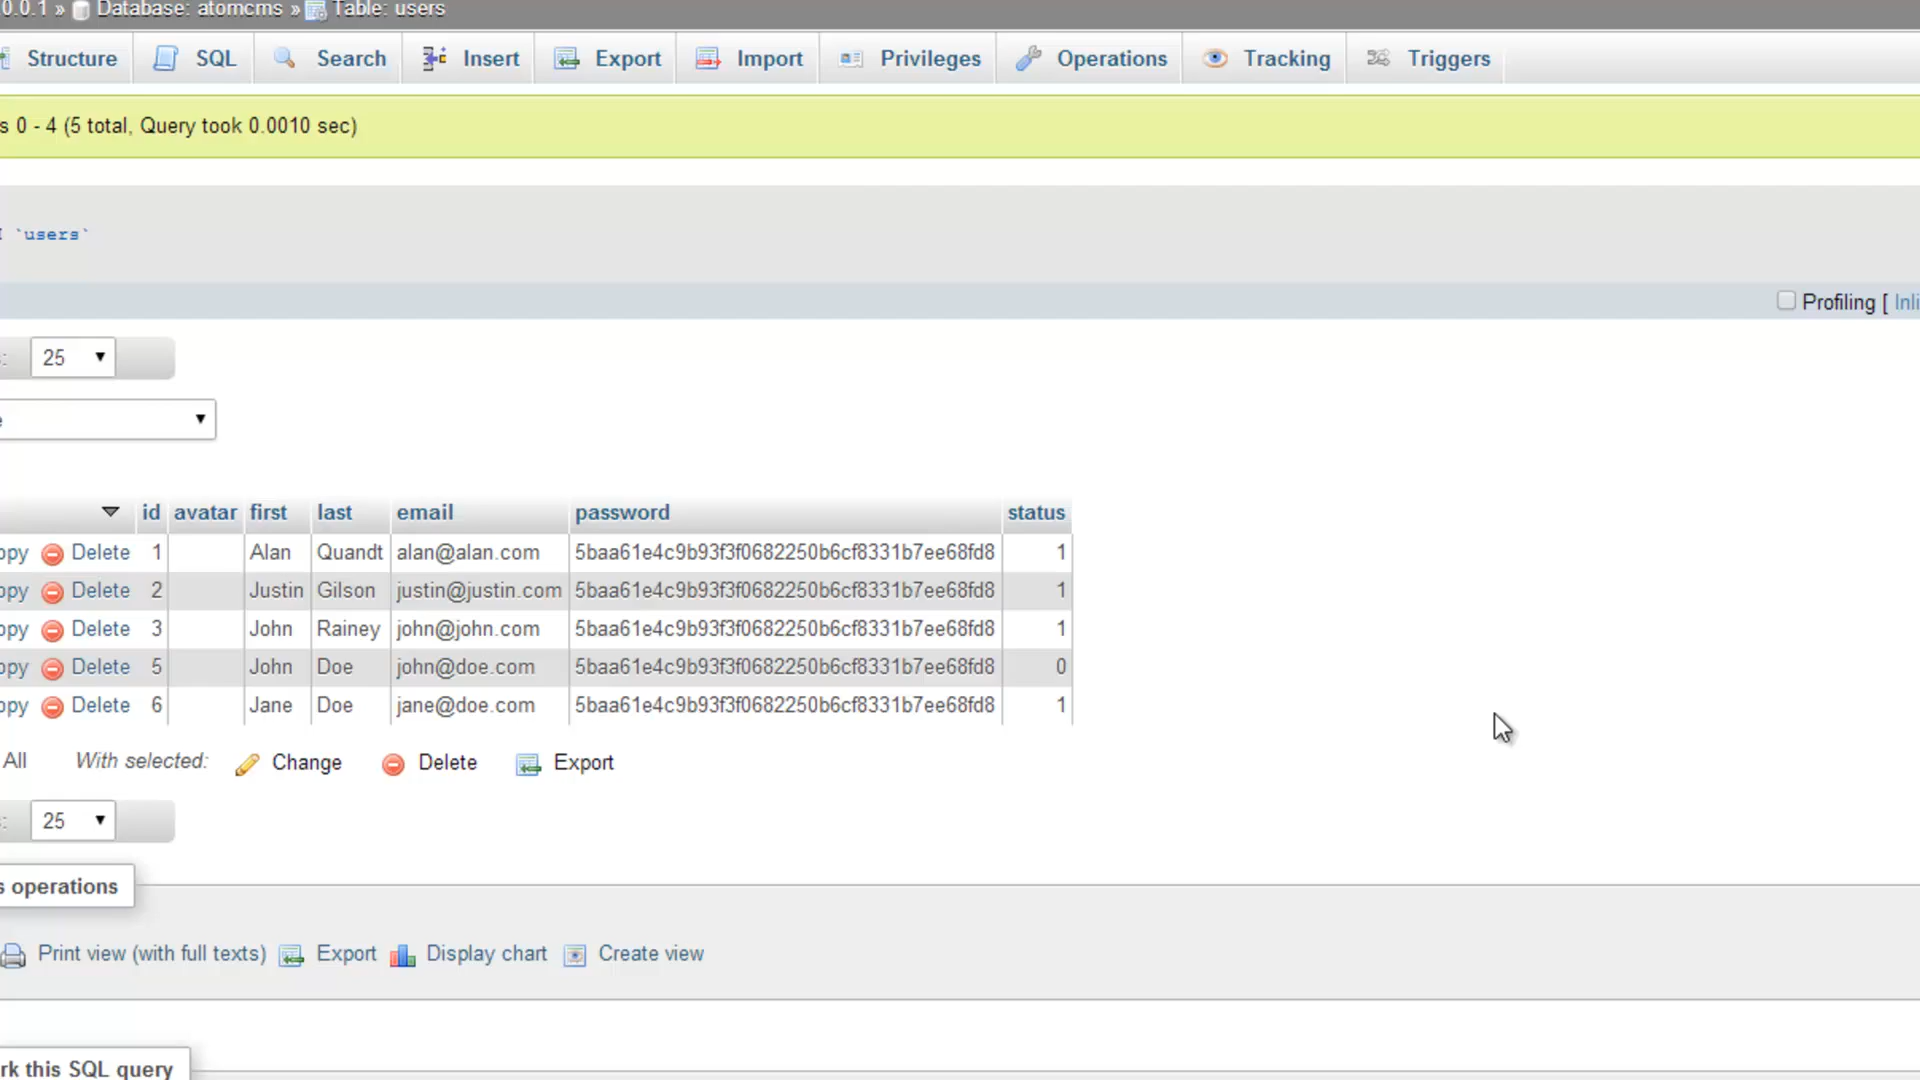 0.0.1 » Database: atomcms » Table: users
Structure SQL Search Insert Export Import Privileges Operations Tracking Triggers
s 0 - 4 (5 total, Query took 0.0010 sec)
`users`
Profiling [ Inli
: 25
e
id avatar first last email password status
opy Delete 1 Alan Quandt alan@alan.com 5baa61e4c9b93f3f0682250b6cf8331b7ee68fd8 1
opy Delete 2 Justin Gilson justin@justin.com 5baa61e4c9b93f3f0682250b6cf8331b7ee68fd8 1
opy Delete 3 John Rainey john@john.com 5baa61e4c9b93f3f0682250b6cf8331b7ee68fd8 1
opy Delete 5 John Doe john@doe.com 5baa61e4c9b93f3f0682250b6cf8331b7ee68fd8 0
opy Delete 6 Jane Doe jane@doe.com 5baa61e4c9b93f3f0682250b6cf8331b7ee68fd8 1
All With selected: Change Delete Export
: 25
s operations
Print view (with full texts) Export Display chart Create view
rk this SQL query